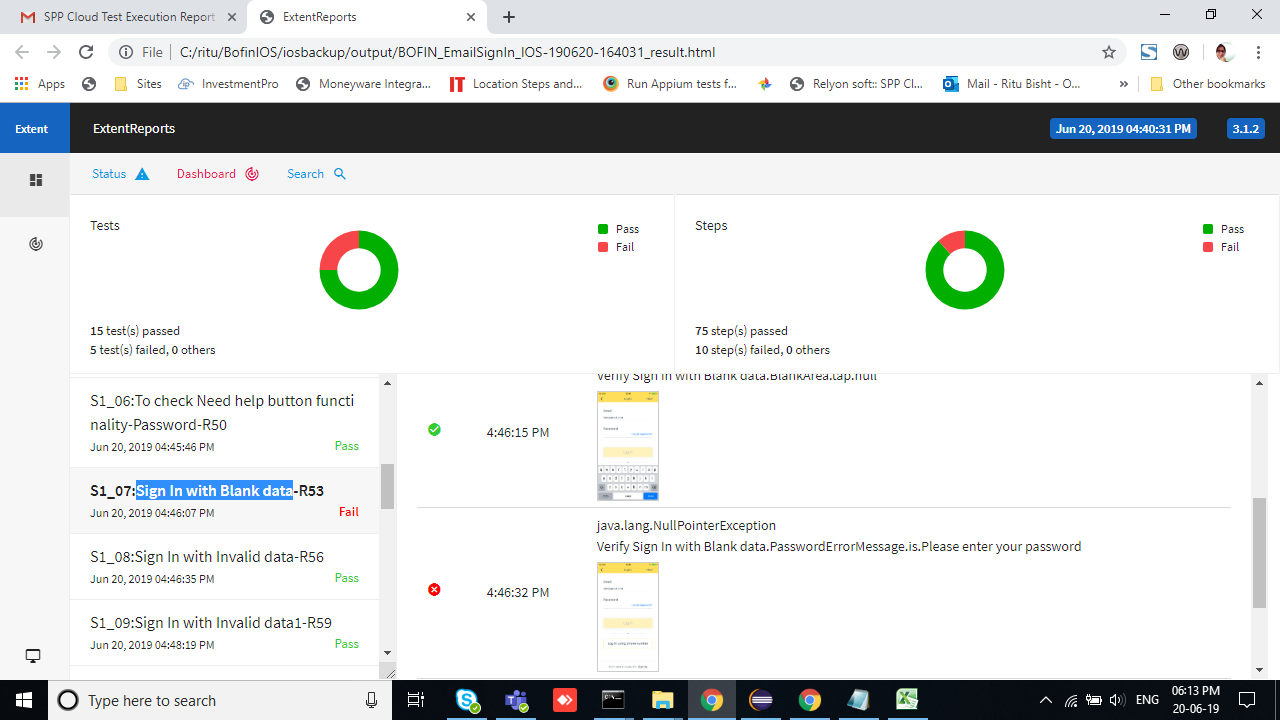 SPP Cloud Test Execution Report
ExtentReports
File
C:/ritu/BofinIOS/iosbackup/output/BOFIN_EmailSignIn_IOS-190620-164031_result.html
Apps
Sites
InvestmentPro
Moneyware Integra...
IT
Location Steps and...
Run Appium tests f...
Relyon soft:: SPP Cl...
Mail - Ritu Bisht - O...
»
Other bookmarks
Extent
ExtentReports
Jun 20, 2019 04:40:31 PM
3.1.2
Status
Dashboard
Search
Tests
Pass
Fail
15 test(s) passed
5 test(s) failed, 0 others
Steps
Pass
Fail
75 step(s) passed
10 step(s) failed, 0 others
S1_06:To check Need help button functi
nality-Password-R50
Jun 20, 2019 04:45:46 PM
Pass
S1_07:Sign In with Blank data-R53
Jun 20, 2019 04:46:07 PM
Fail
S1_08:Sign In with Invalid data-R56
Jun 20, 2019 04:46:35 PM
Pass
S1_09:Sign In with Invalid data1-R59
Jun 20, 2019 04:48:19 PM
Pass
Verify Sign In with Blank data.BlankArea.tap.null
4:46:15 PM
java.lang.NullPointerException
Verify Sign In with Blank data.PasswordErrorMessage.is.Please enter your password
4:46:32 PM
Type here to search
ENG
06:13 PM
20-06-19